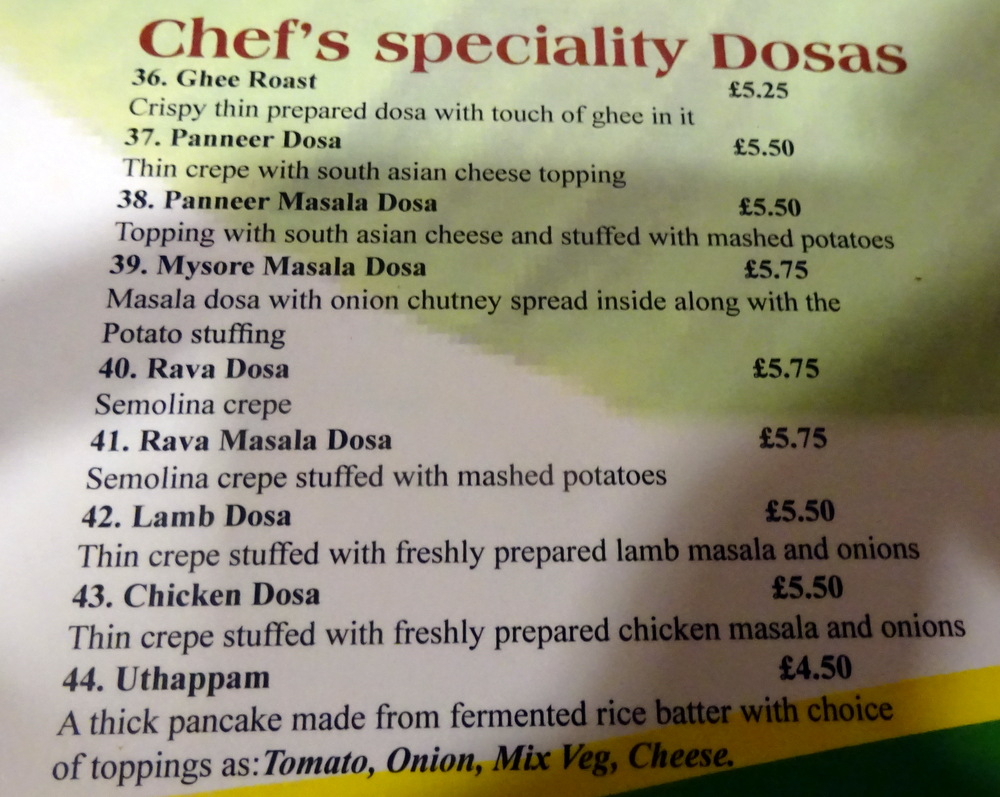 Chef's speciality Dosas
36. Ghee Roast £5.25
Crispy thin prepared dosa with touch of ghee in it
37. Panneer Dosa £5.50
Thin crepe with south asian cheese topping
38. Panneer Masala Dosa £5.50
Topping with south asian cheese and stuffed with mashed potatoes
39. Mysore Masala Dosa £5.75
Masala dosa with onion chutney spread inside along with the
Potato stuffing
40. Rava Dosa £5.75
Semolina crepe
41. Rava Masala Dosa £5.75
Semolina crepe stuffed with mashed potatoes
42. Lamb Dosa £5.50
Thin crepe stuffed with freshly prepared lamb masala and onions
43. Chicken Dosa £5.50
Thin crepe stuffed with freshly prepared chicken masala and onions
44. Uthappam £4.50
A thick pancake made from fermented rice batter with choice
of toppings as:Tomato, Onion, Mix Veg, Cheese.